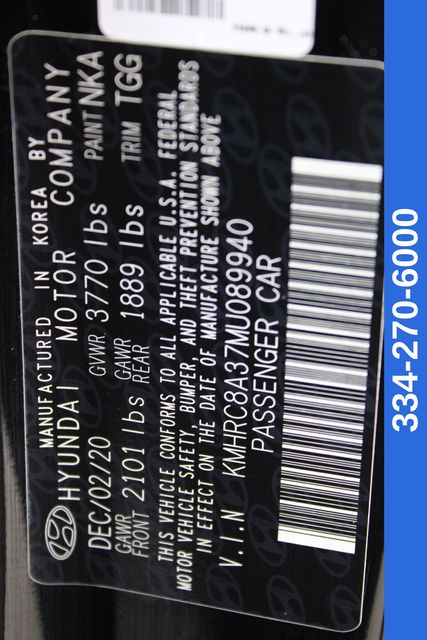 MANUFACTURED IN KOREA BY
HYUNDAI MOTOR COMPANY
DEC/02/20 GVWR 3770 lbs PAINT NKA
GAWR FRONT 2101 lbs GAWR REAR 1889 lbs TRIM TGG
THIS VEHICLE CONFORMS TO ALL APPLICABLE U.S.A. FEDERAL
MOTOR VEHICLE SAFETY, BUMPER, AND THEFT PREVENTION STANDARDS
IN EFFECT ON THE DATE OF MANUFACTURE SHOWN ABOVE
V.I.N KMHRC8A37MU089940
PASSENGER CAR
334-270-6000